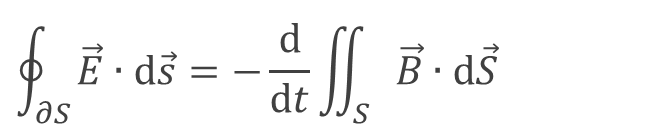 ∮_{∂S} E⃗ · ds⃗ = − d/dt ∬_S B⃗ · dS⃗